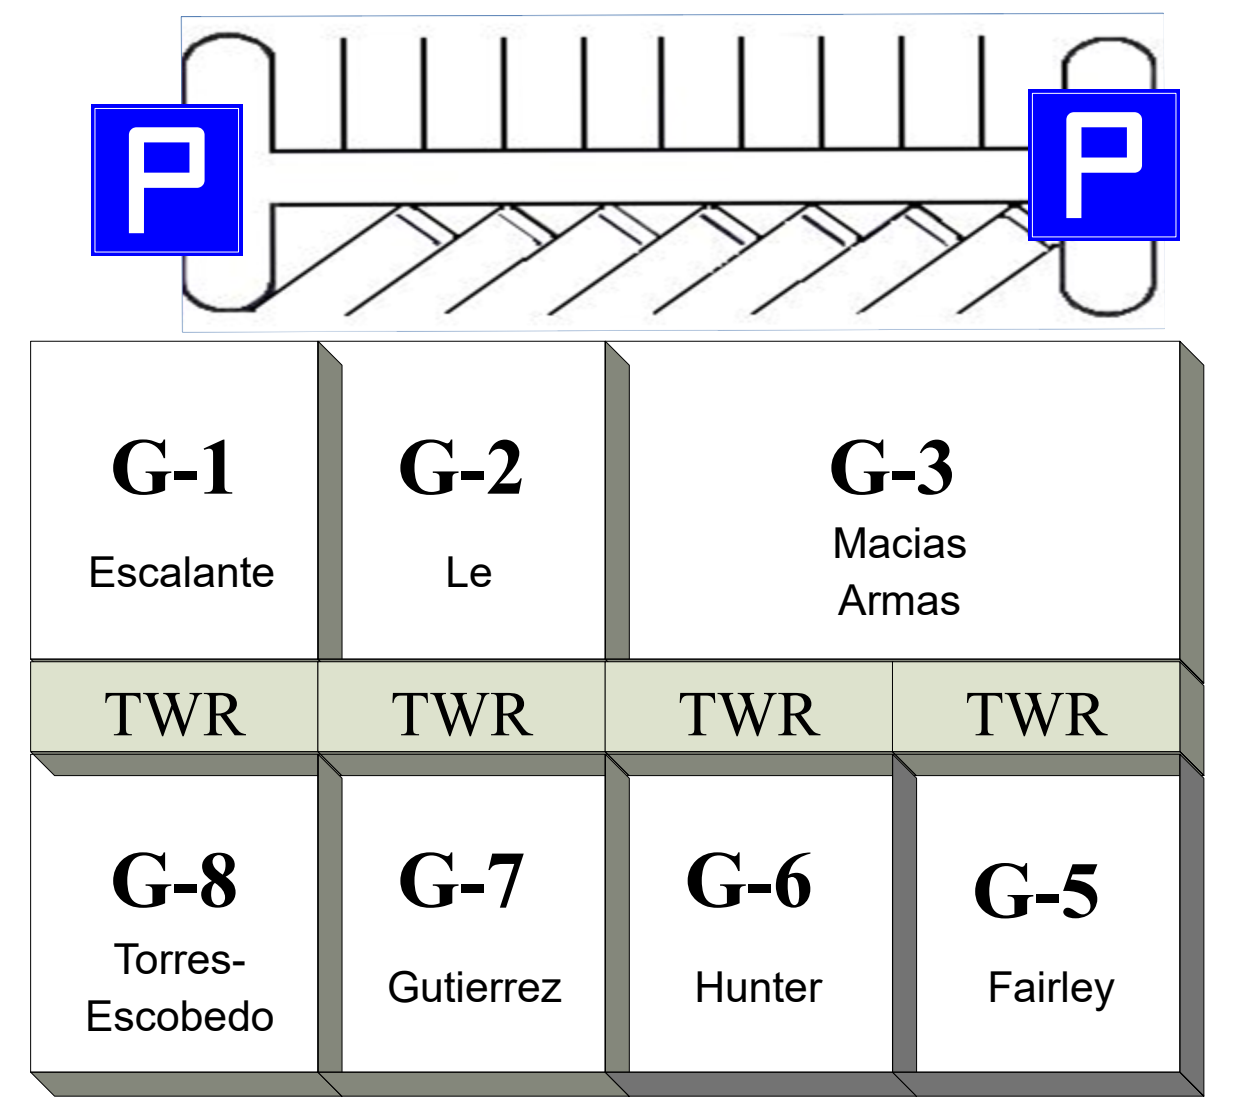 P
P
G-1
Escalante
G-2
Le
G-3
Macias
Armas
TWR
TWR
TWR
TWR
G-8
Torres-
Escobedo
G-7
Gutierrez
G-6
Hunter
G-5
Fairley